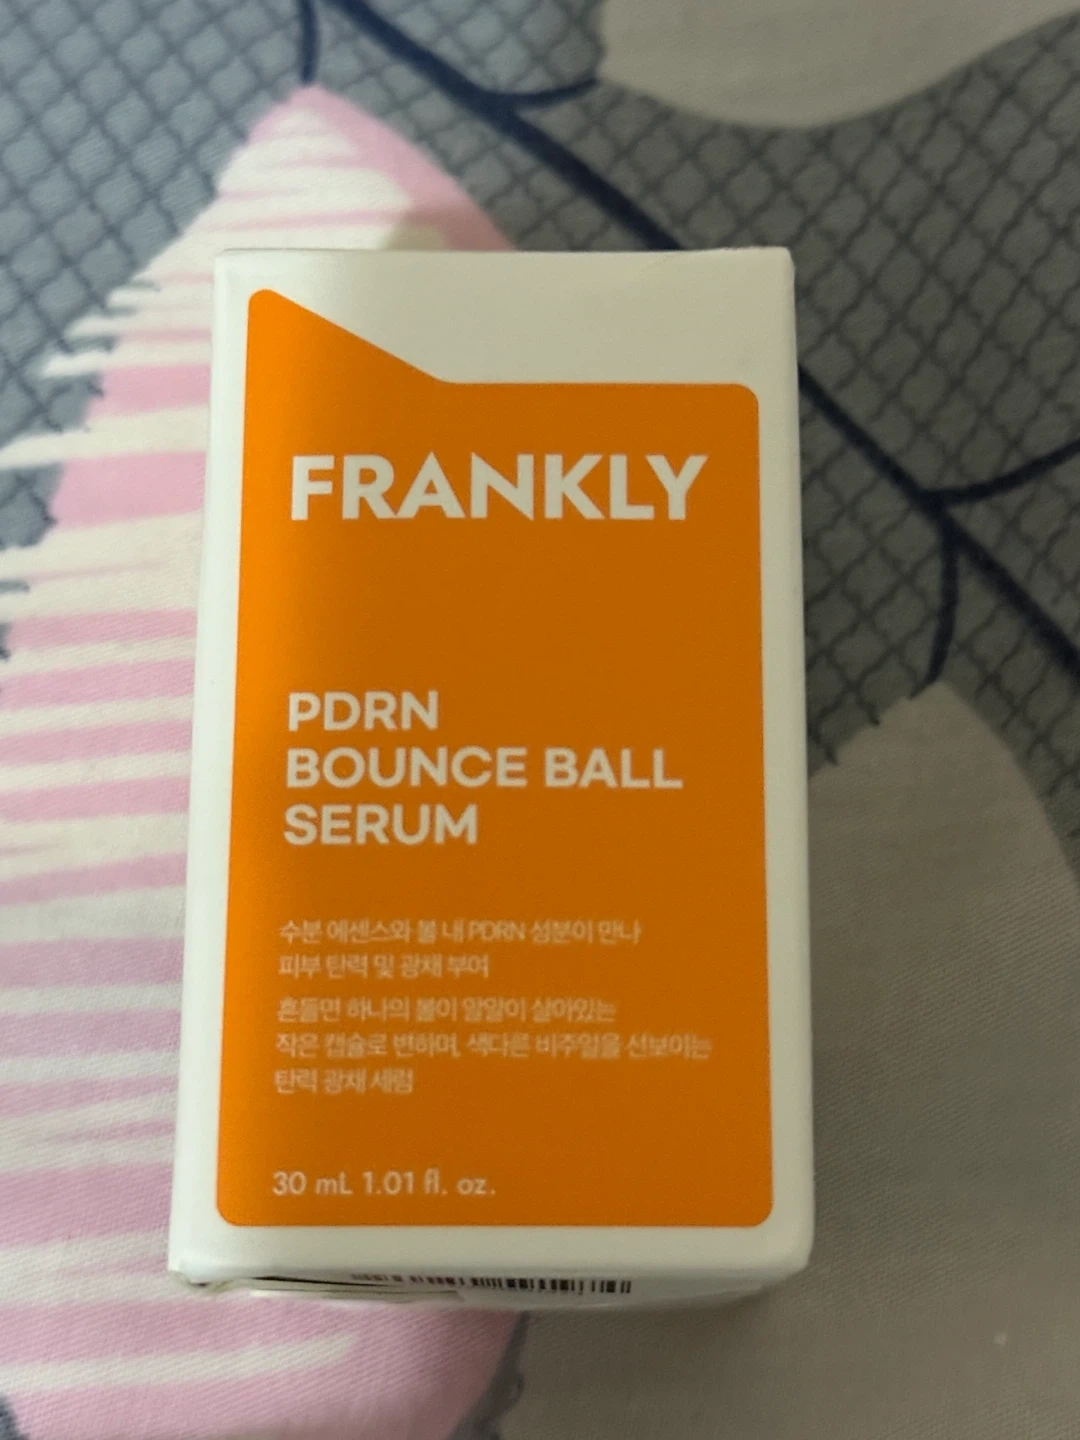 FRANKLY
PDRN
BOUNCE BALL
SERUM
수분 에센스와 볼 내 PDRN 성분이 만나
피부 탄력 및 광채 부여
흔들면 하나의 볼이 알알이 살아있는
작은 캡슐로 변하며, 색다른 비주얼을 선보이는
탄력 광채 세럼
30 mL 1.01 fl. oz.